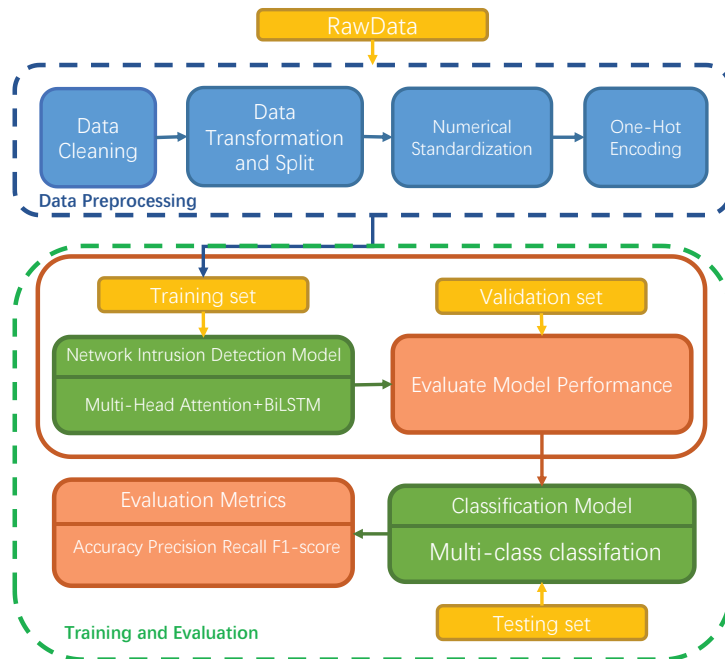 RawData
Data
Cleaning
Data
Transformation
and Split
Numerical
Standardization
One-Hot
Encoding
Data Preprocessing
Training set
Validation set
Network Intrusion Detection Model
Multi-Head Attention+BiLSTM
Evaluate Model Performance
Evaluation Metrics
Accuracy Precision Recall F1-score
Classification Model
Multi-class classifation
Testing set
Training and Evaluation